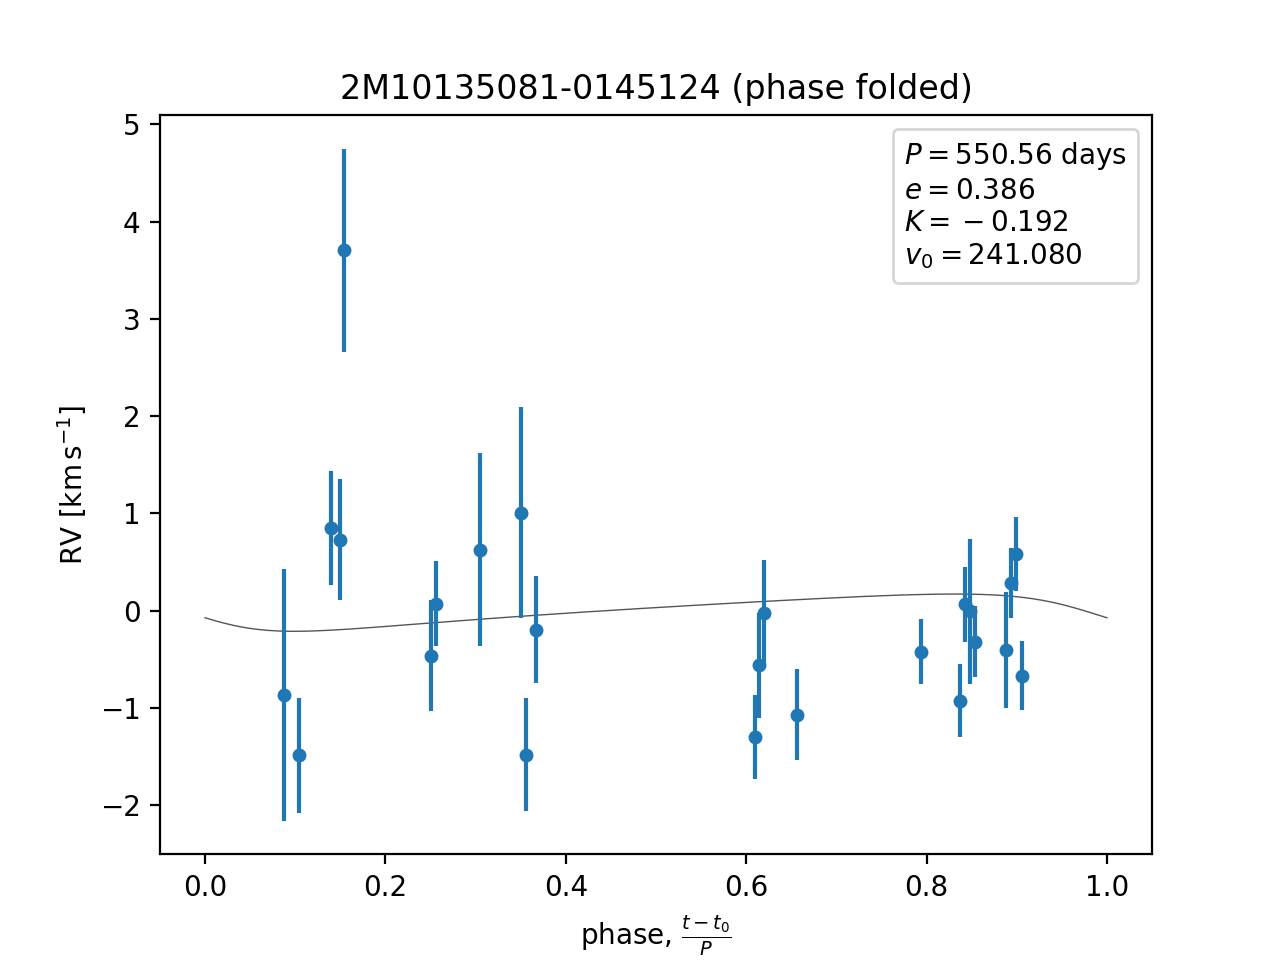 2M10135081-0145124 (phase folded)
P = 550.56 days
e = 0.386
K = −0.192
v₀ = 241.080
5
4
3
2
1
0
−1
−2
RV [km s⁻¹]
0.0 0.2 0.4 0.6 0.8 1.0
phase, (t − t₀)/P